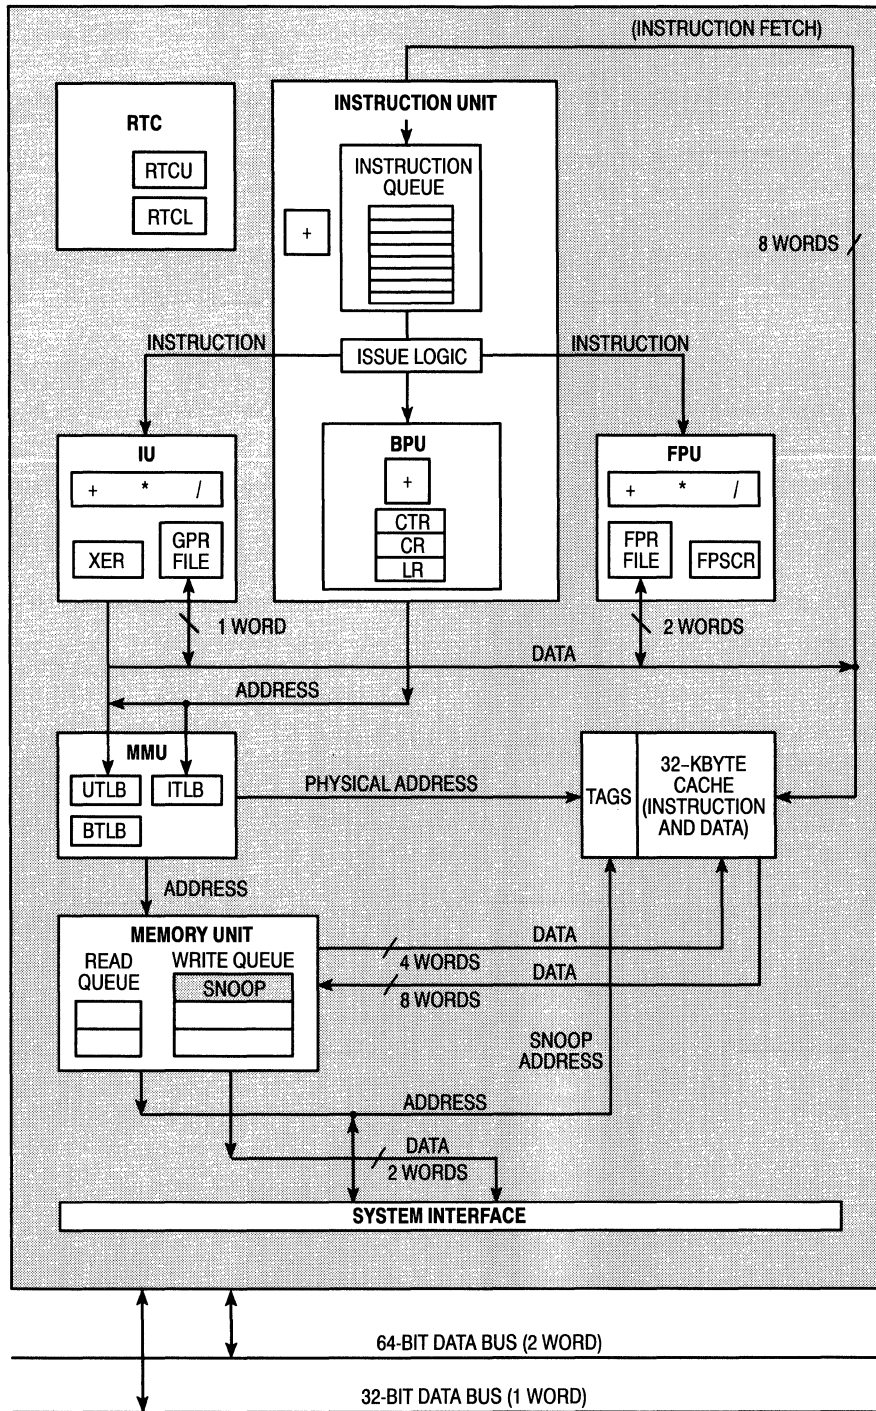 (INSTRUCTION FETCH)
RTC
RTCU
RTCL
INSTRUCTION UNIT
INSTRUCTION
QUEUE
+
8 WORDS
INSTRUCTION
ISSUE LOGIC
INSTRUCTION
IU
+ * /
XER
GPR
FILE
BPU
+
CTR
CR
LR
FPU
+ * /
FPR
FILE
FPSCR
1 WORD
2 WORDS
DATA
ADDRESS
MMU
UTLB
ITLB
BTLB
PHYSICAL ADDRESS
TAGS
32-KBYTE
CACHE
(INSTRUCTION
AND DATA)
ADDRESS
MEMORY UNIT
READ
QUEUE
WRITE QUEUE
SNOOP
DATA
4 WORDS
DATA
8 WORDS
SNOOP
ADDRESS
ADDRESS
DATA
2 WORDS
SYSTEM INTERFACE
64-BIT DATA BUS (2 WORD)
32-BIT DATA BUS (1 WORD)